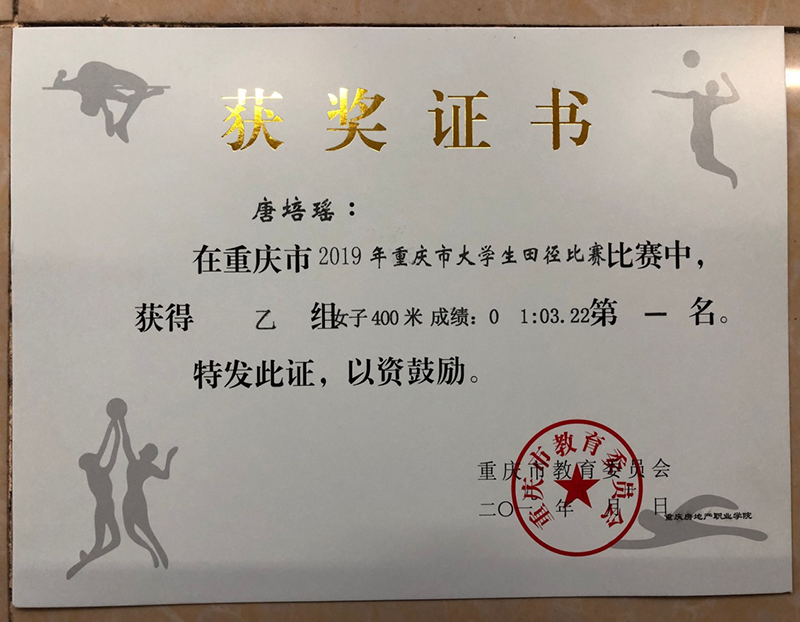 获奖证书
唐培瑶：
在重庆市2019年重庆市大学生田径比赛比赛中，
获得 乙 组女子400米 成绩：0 1:03.22第 一 名。
特发此证，以资鼓励。
重庆市教育委员会
二〇一 年 月 日
重庆市教育委员会
重庆房地产职业学院